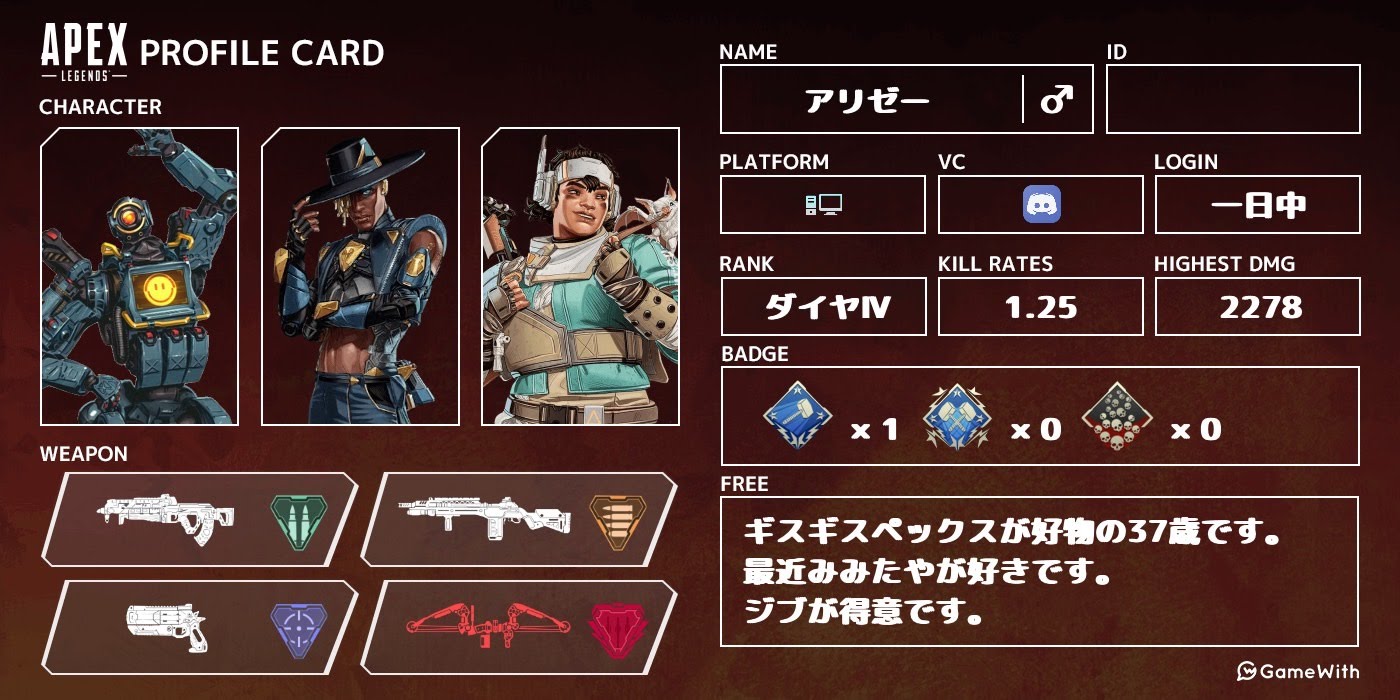 APEX
LEGENDS
PROFILE CARD
CHARACTER
WEAPON
NAME
アリゼー
♂
ID
PLATFORM
VC
LOGIN
一日中
RANK
ダイヤⅣ
KILL RATES
1.25
HIGHEST DMG
2278
BADGE
x 1
x 0
x 0
FREE
ギスギスペックスが好物の37歳です。
最近みみたやが好きです。
ジブが得意です。
GameWith